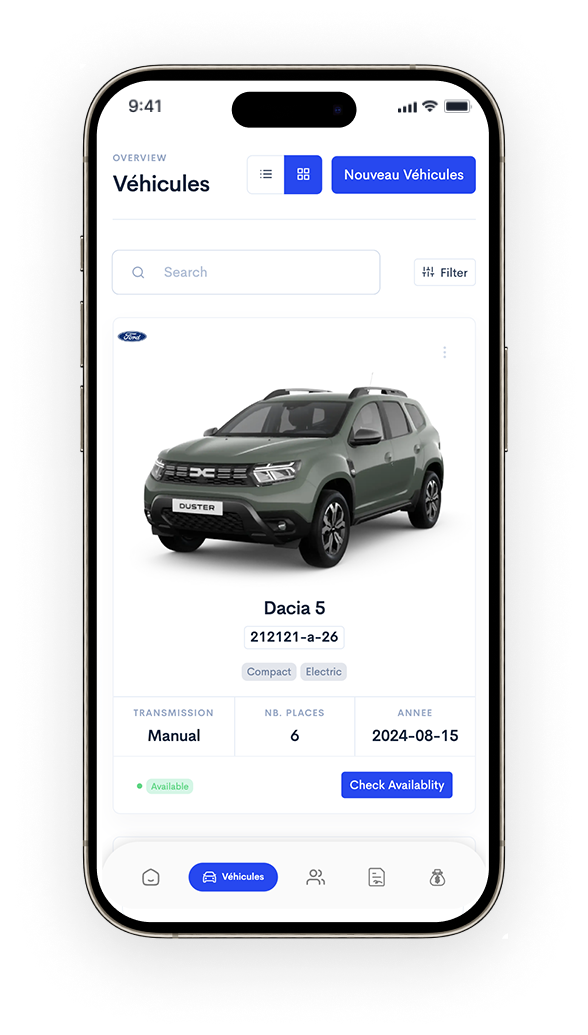 9:41
OVERVIEW
Véhicules
Nouveau Véhicules
Search
Filter
Ford
DUSTER
Dacia 5
212121-a-26
Compact Electric
TRANSMISSION NB. PLACES ANNEE
Manual 6 2024-08-15
Available Check Availablity
Véhicules